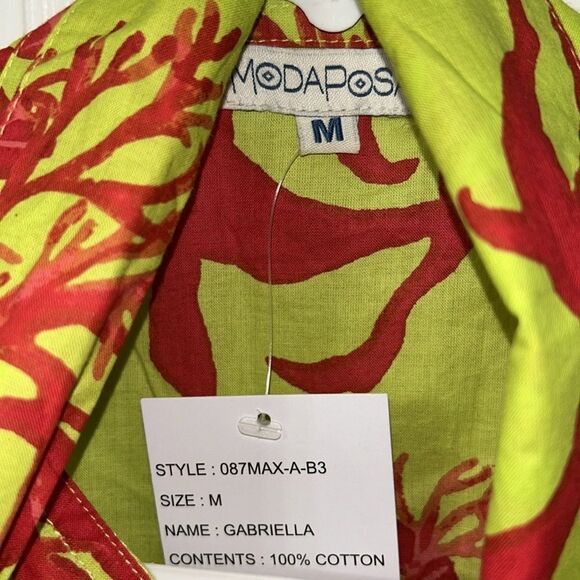 MODAPOSA
M
STYLE : 087MAX-A-B3
SIZE : M
NAME : GABRIELLA
CONTENTS : 100% COTTON